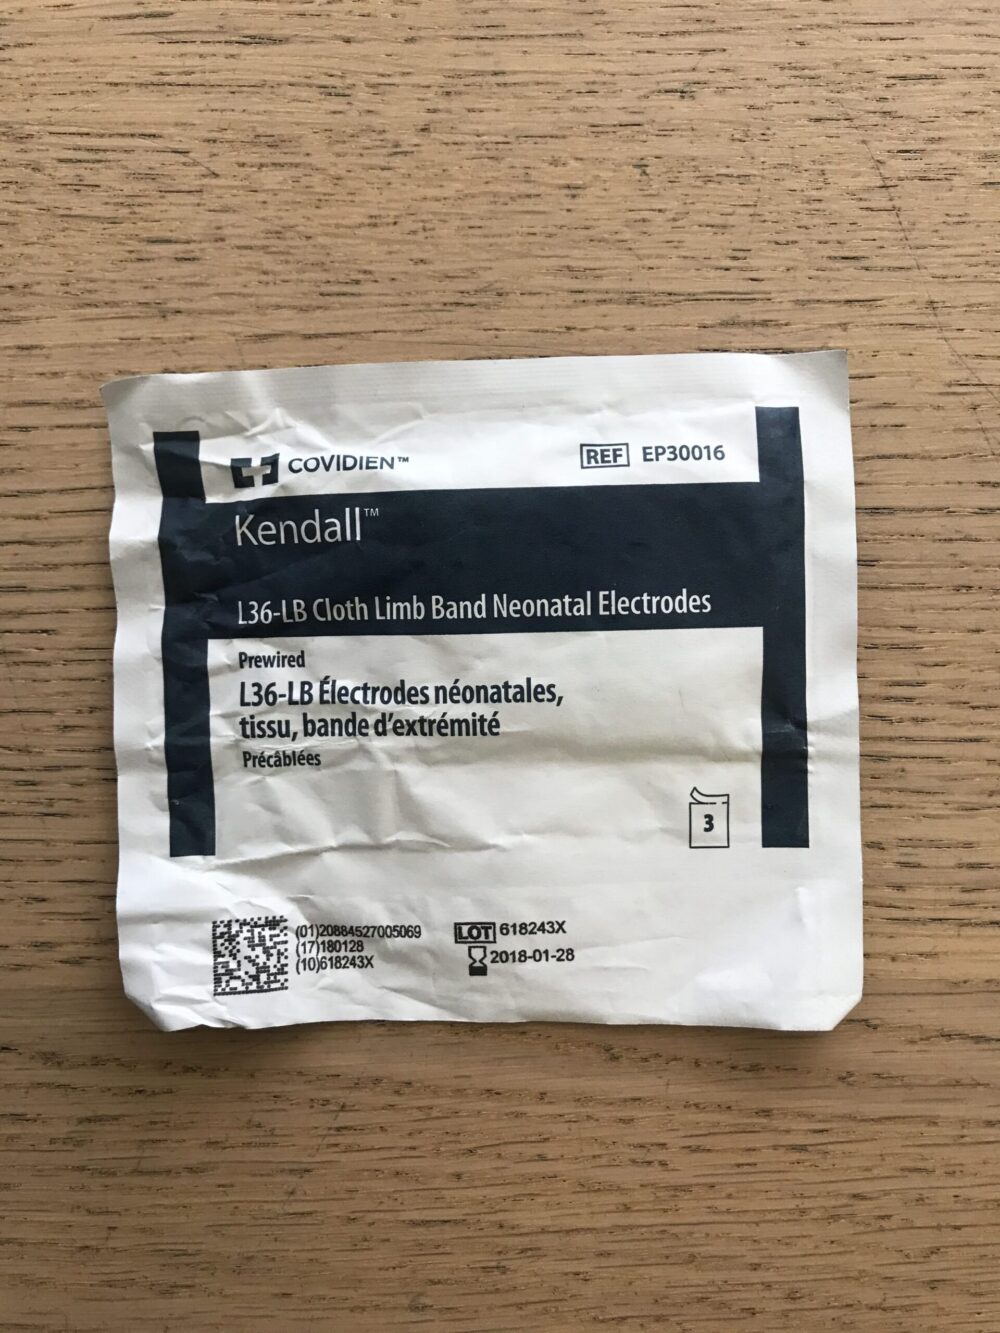 COVIDIEN™
REF EP30016
Kendall™
L36-LB Cloth Limb Band Neonatal Electrodes
Prewired
L36-LB Électrodes néonatales,
tissu, bande d'extrémité
Précâblées
3
(01)20884527005069
(17)180128
(10)618243X
LOT 618243X
2018-01-28